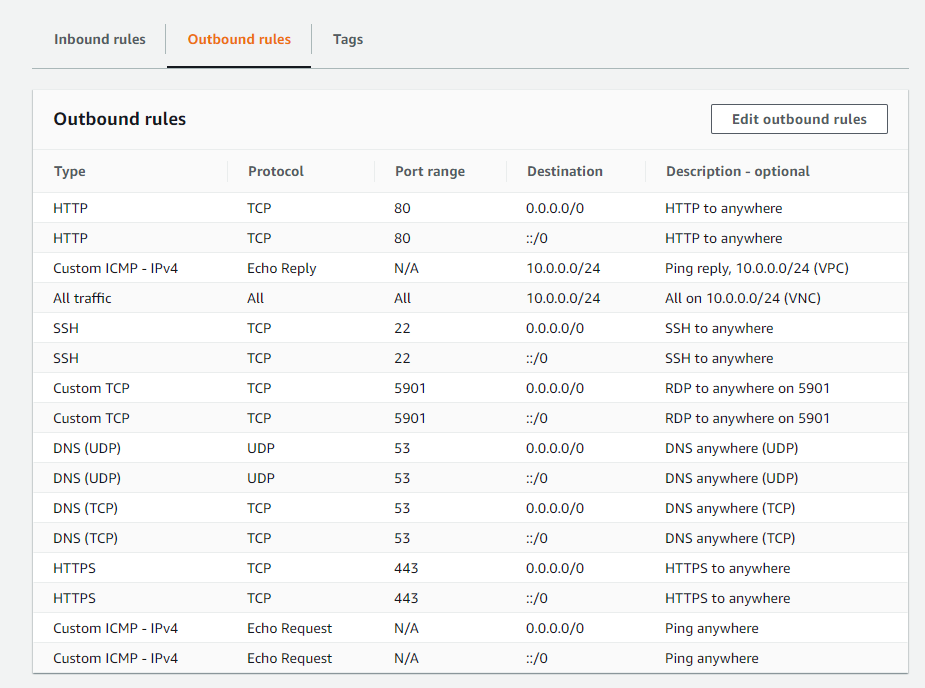 Inbound rules Outbound rules Tags
Outbound rules Edit outbound rules
Type Protocol Port range Destination Description - optional
HTTP TCP 80 0.0.0.0/0 HTTP to anywhere
HTTP TCP 80 ::/0 HTTP to anywhere
Custom ICMP - IPv4 Echo Reply N/A 10.0.0.0/24 Ping reply, 10.0.0.0/24 (VPC)
All traffic All All 10.0.0.0/24 All on 10.0.0.0/24 (VNC)
SSH TCP 22 0.0.0.0/0 SSH to anywhere
SSH TCP 22 ::/0 SSH to anywhere
Custom TCP TCP 5901 0.0.0.0/0 RDP to anywhere on 5901
Custom TCP TCP 5901 ::/0 RDP to anywhere on 5901
DNS (UDP) UDP 53 0.0.0.0/0 DNS anywhere (UDP)
DNS (UDP) UDP 53 ::/0 DNS anywhere (UDP)
DNS (TCP) TCP 53 0.0.0.0/0 DNS anywhere (TCP)
DNS (TCP) TCP 53 ::/0 DNS anywhere (TCP)
HTTPS TCP 443 0.0.0.0/0 HTTPS to anywhere
HTTPS TCP 443 ::/0 HTTPS to anywhere
Custom ICMP - IPv4 Echo Request N/A 0.0.0.0/0 Ping anywhere
Custom ICMP - IPv4 Echo Request N/A ::/0 Ping anywhere